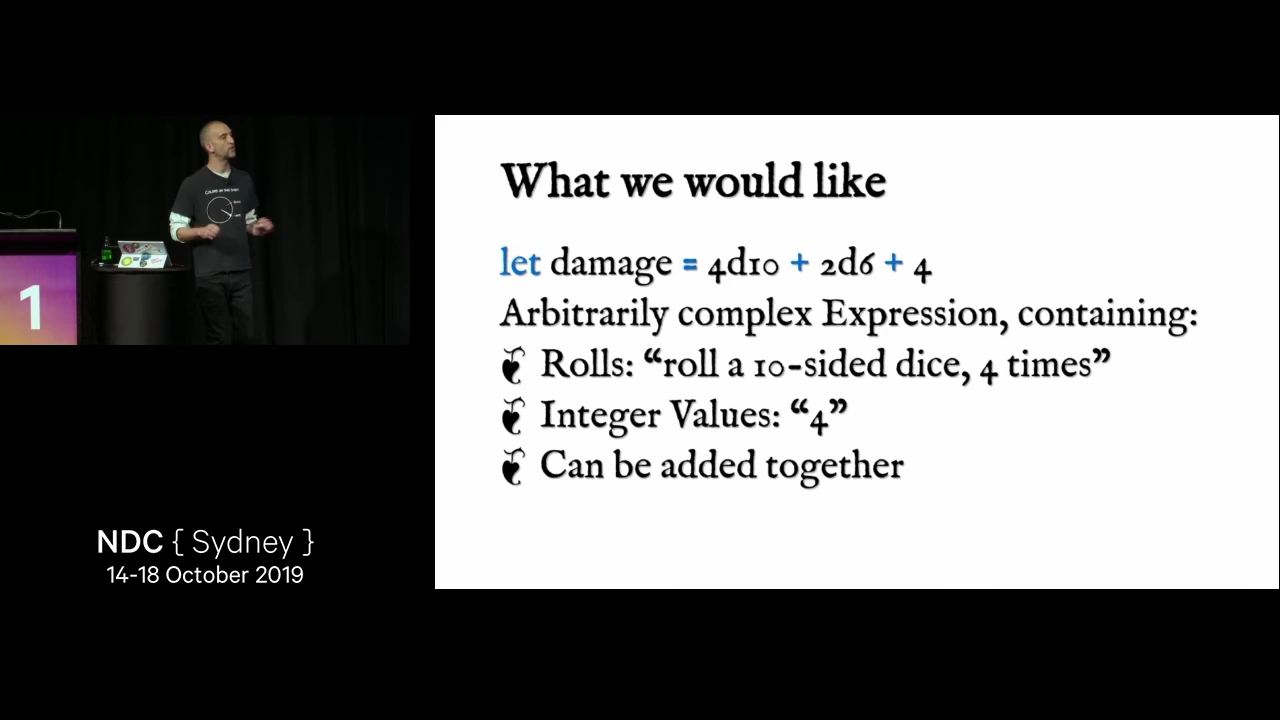 What we would like
let damage = 4d10 + 2d6 + 4
Arbitrarily complex Expression, containing:
❦ Rolls: “roll a 10-sided dice, 4 times”
❦ Integer Values: “4”
❦ Can be added together
1
NDC { Sydney }
14-18 October 2019